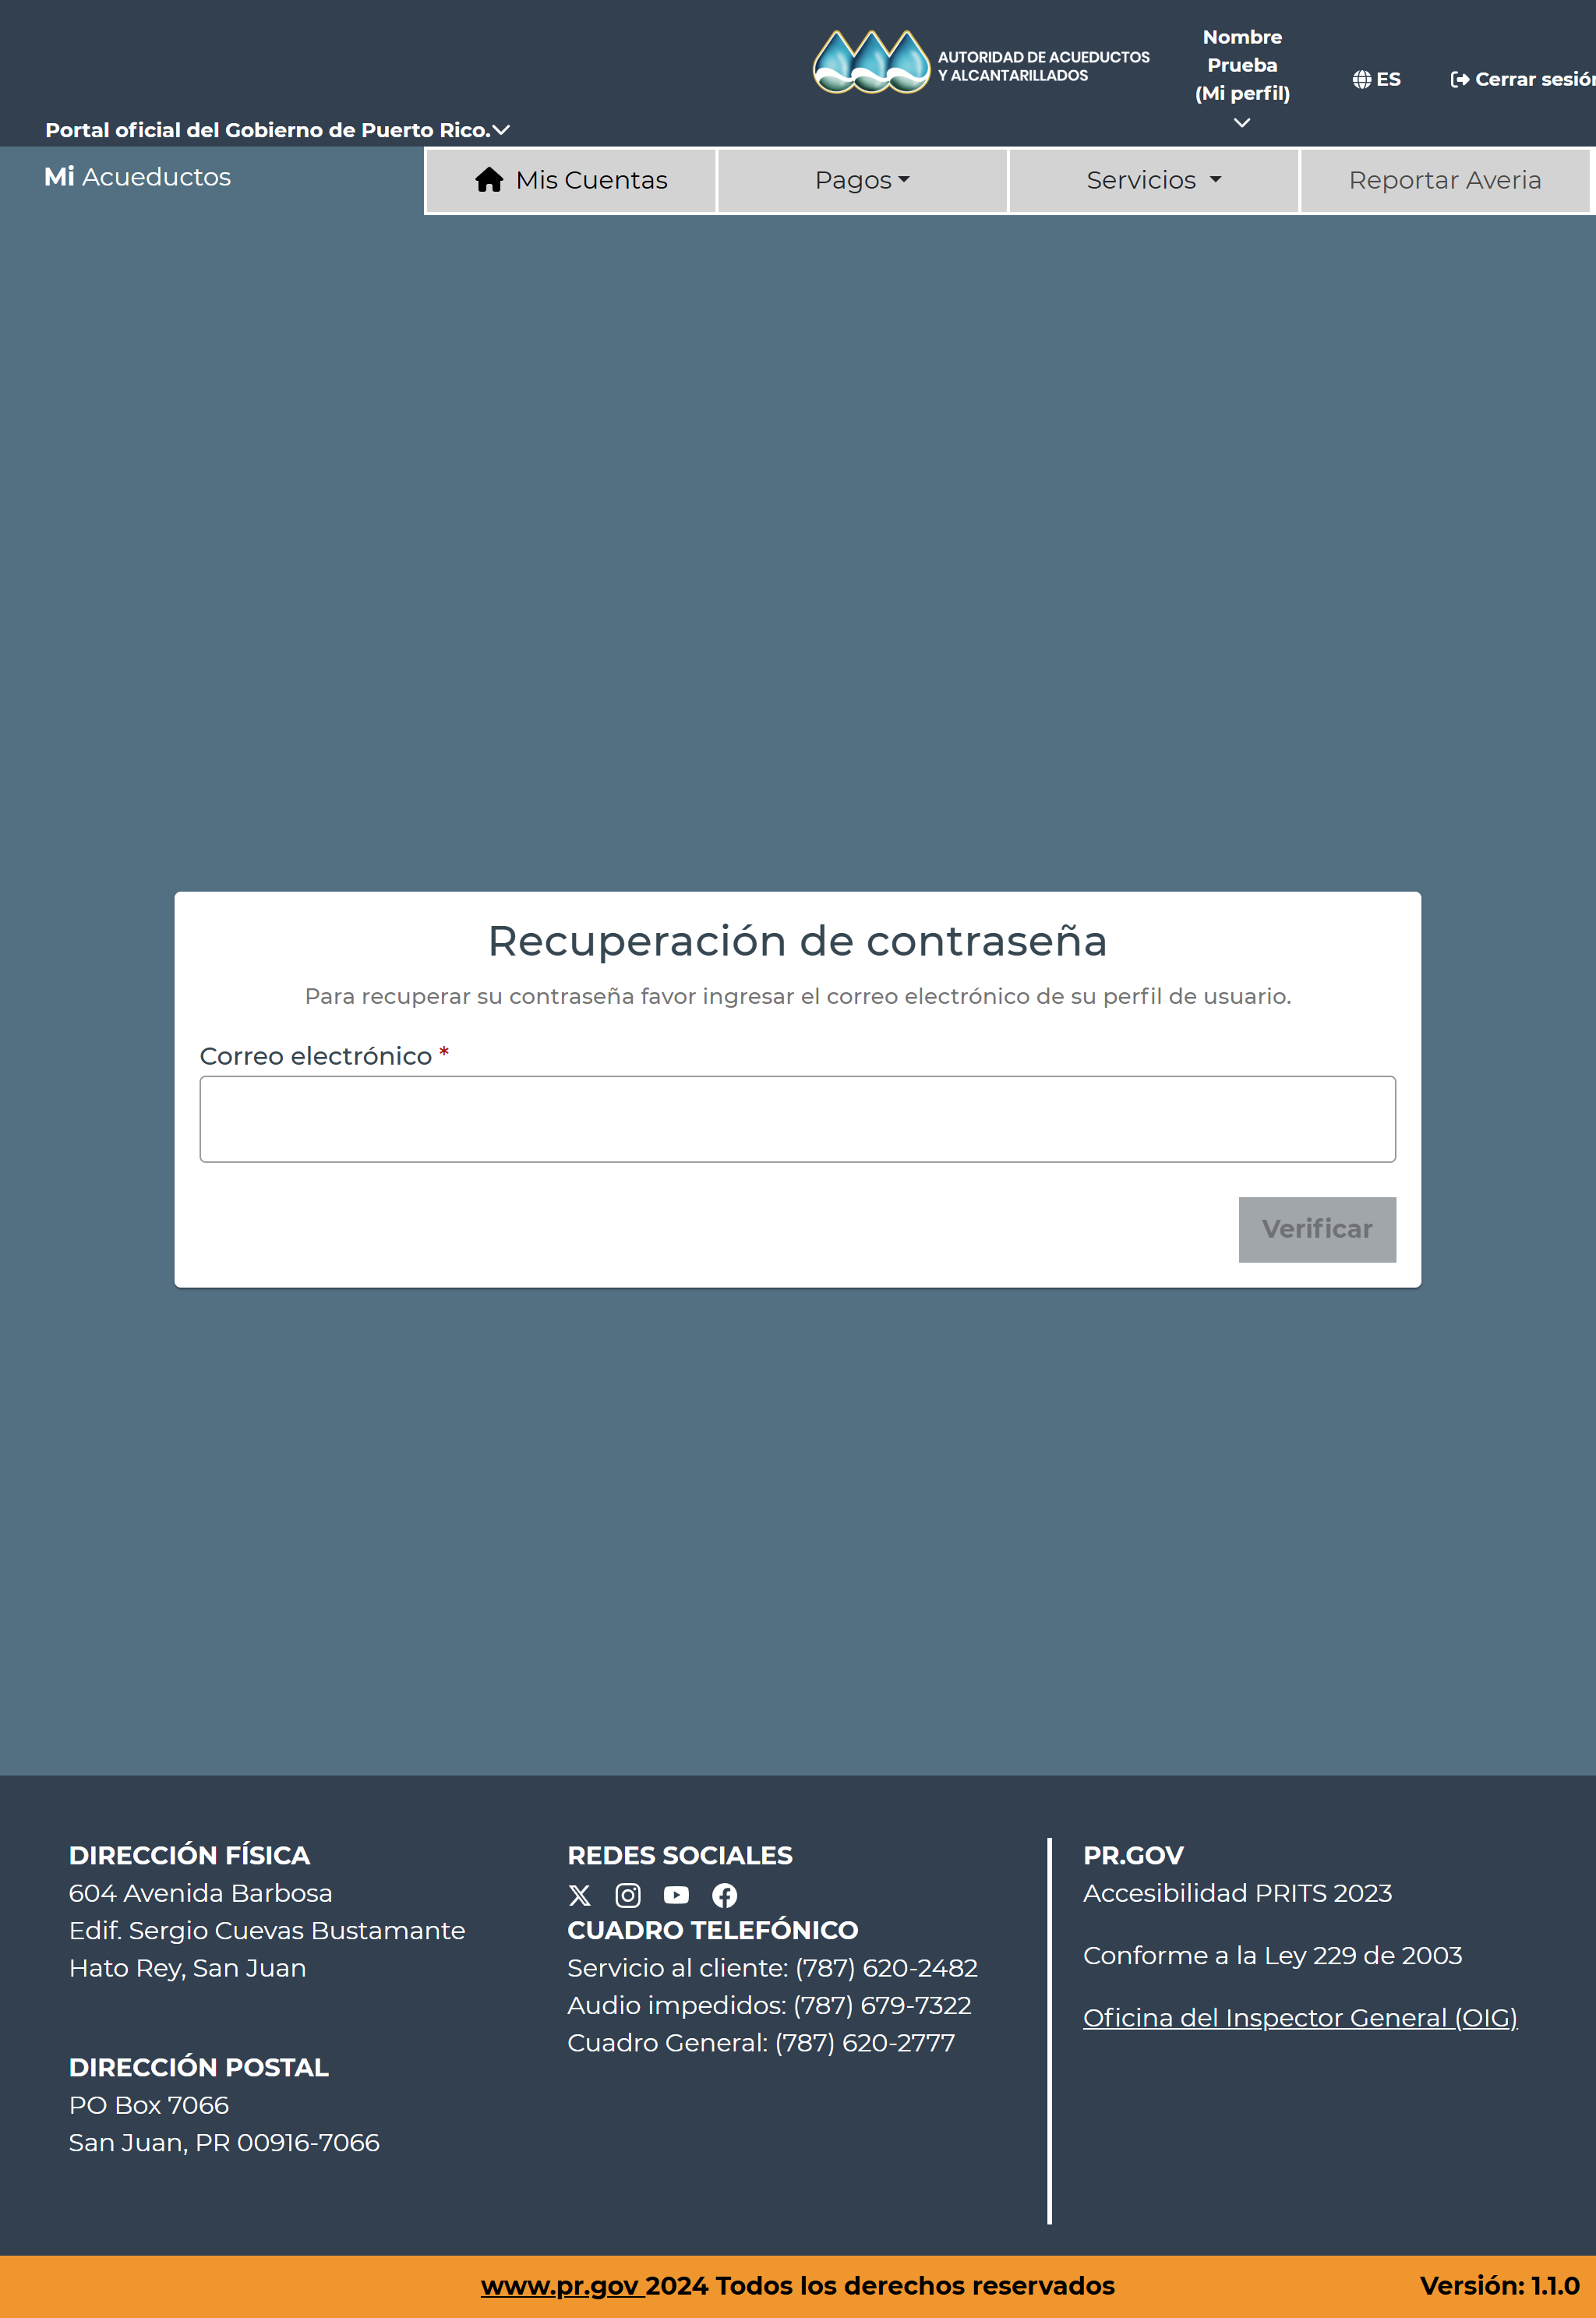 AUTORIDAD DE ACUEDUCTOS
Y ALCANTARILLADOS
Nombre
Prueba
(Mi perfil)
ES
Cerrar sesión
Portal oficial del Gobierno de Puerto Rico.
Mi Acueductos
Mis Cuentas
Pagos
Servicios
Reportar Averia
Recuperación de contraseña
Para recuperar su contraseña favor ingresar el correo electrónico de su perfil de usuario.
Correo electrónico *
Verificar
DIRECCIÓN FÍSICA
604 Avenida Barbosa
Edif. Sergio Cuevas Bustamante
Hato Rey, San Juan
DIRECCIÓN POSTAL
PO Box 7066
San Juan, PR 00916-7066
REDES SOCIALES
CUADRO TELEFÓNICO
Servicio al cliente: (787) 620-2482
Audio impedidos: (787) 679-7322
Cuadro General: (787) 620-2777
PR.GOV
Accesibilidad PRITS 2023
Conforme a la Ley 229 de 2003
Oficina del Inspector General (OIG)
www.pr.gov 2024 Todos los derechos reservados
Versión: 1.1.0